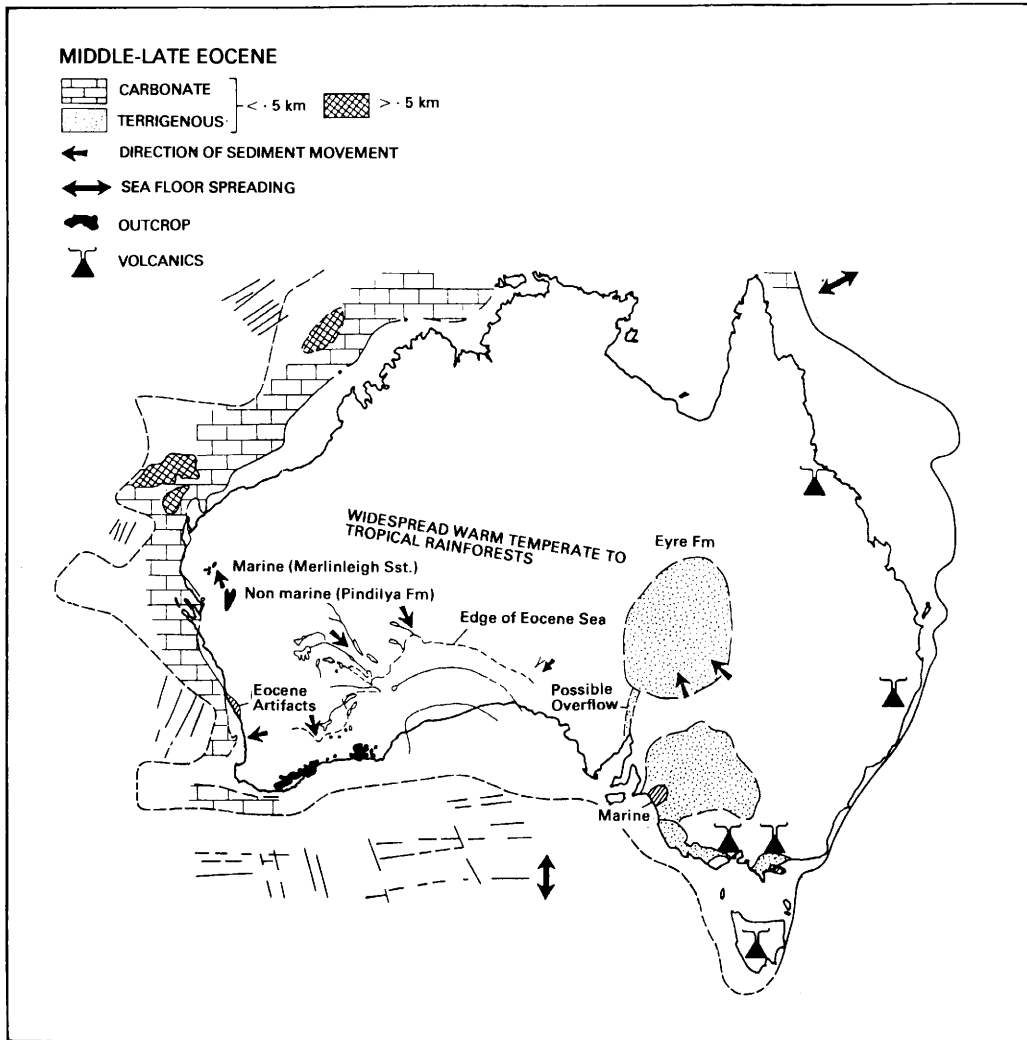 MIDDLE-LATE EOCENE
CARBONATE
TERRIGENOUS
< · 5 km
> · 5 km
DIRECTION OF SEDIMENT MOVEMENT
SEA FLOOR SPREADING
OUTCROP
VOLCANICS
WIDESPREAD WARM TEMPERATE TO
TROPICAL RAINFORESTS
Eyre Fm
Marine (Merlinleigh Sst.)
Non marine (Pindilya Fm)
Edge of Eocene Sea
Eocene
Artifacts
Possible
Overflow
Marine